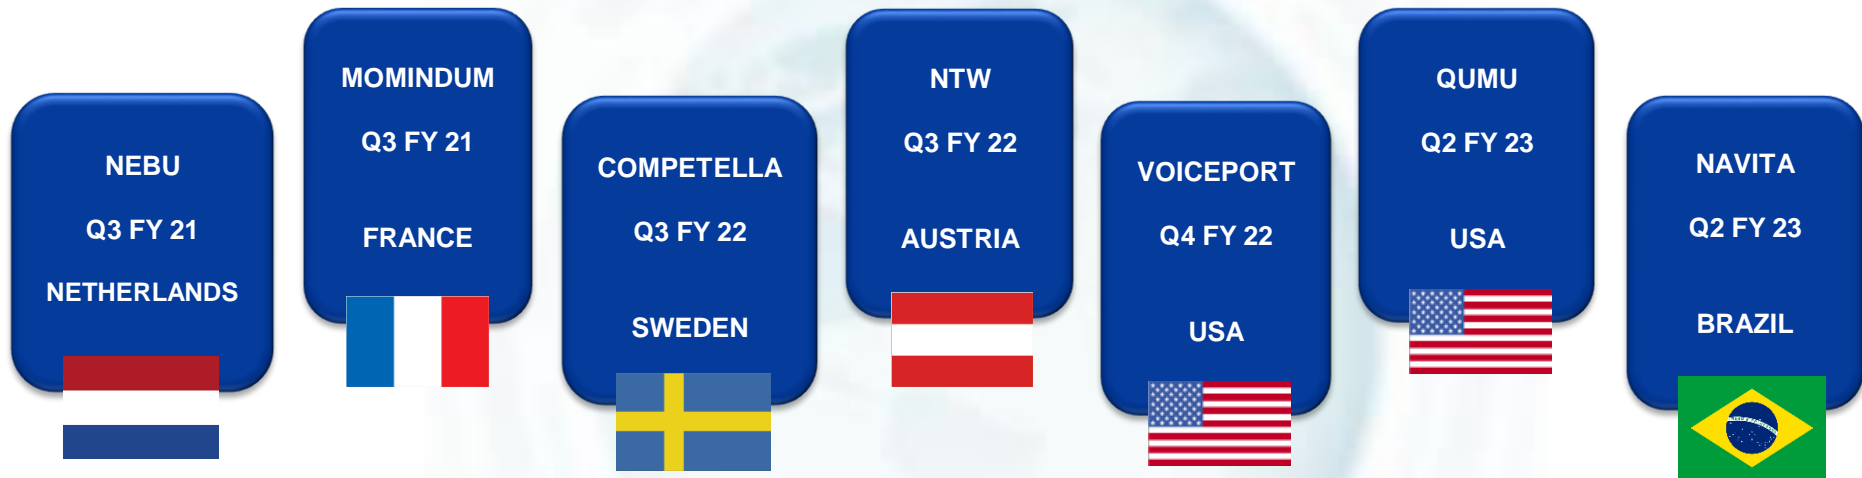 NEBU
Q3 FY 21
NETHERLANDS
MOMINDUM
Q3 FY 21
FRANCE
COMPETELLA
Q3 FY 22
SWEDEN
NTW
Q3 FY 22
AUSTRIA
VOICEPORT
Q4 FY 22
USA
QUMU
Q2 FY 23
USA
NAVITA
Q2 FY 23
BRAZIL